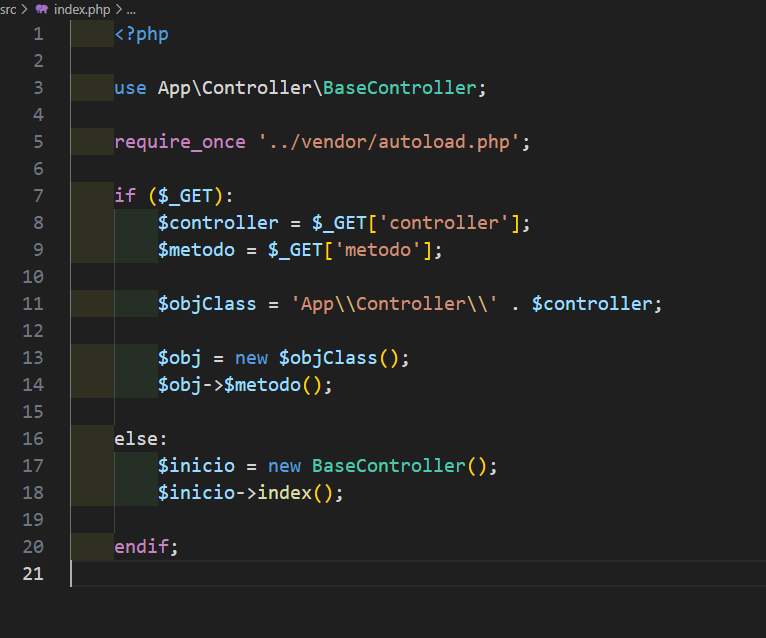 src > index.php > ...
1 <?php
2
3 use App\Controller\BaseController;
4
5 require_once '../vendor/autoload.php';
6
7 if ($_GET):
8 $controller = $_GET['controller'];
9 $metodo = $_GET['metodo'];
10
11 $objClass = 'App\\Controller\\' . $controller;
12
13 $obj = new $objClass();
14 $obj->$metodo();
15
16 else:
17 $inicio = new BaseController();
18 $inicio->index();
19
20 endif;
21